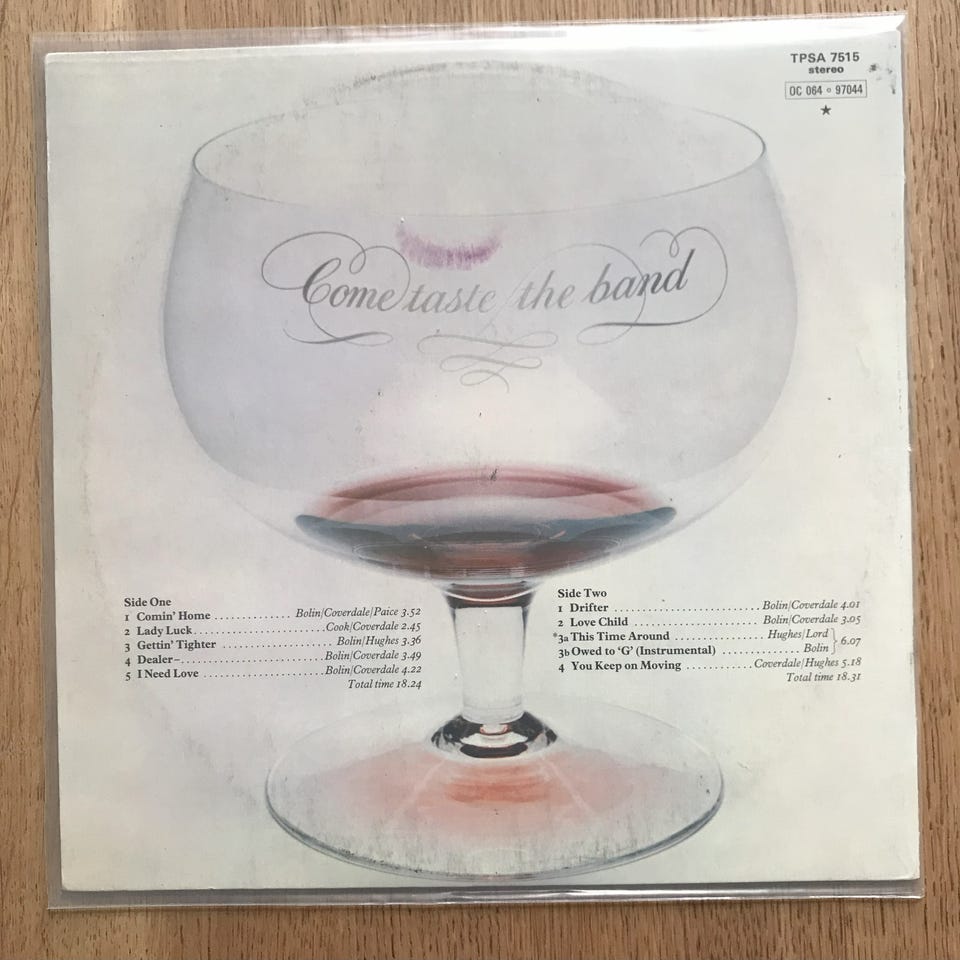 TPSA 7515
stereo
OC 064 ○ 97044
★
Come taste the band
Side One
1 Comin' Home .............. Bolin/Coverdale/Paice 3.52
2 Lady Luck......................Cook/Coverdale 2.45
3 Gettin' Tighter .................... Bolin/Hughes 3.36
4 Dealer–..........................Bolin/Coverdale 3.49
5 I Need Love ....................Bolin/Coverdale 4.22
Total time 18.24
Side Two
1 Drifter ..........................Bolin/Coverdale 4.01
2 Love Child ...................... Bolin/Coverdale 3.05
*3a This Time Around .................. Hughes/Lord } 6.07
3b Owed to 'G' (Instrumental) ................ Bolin
4 You Keep on Moving ............Coverdale/Hughes 5.18
Total time 18.31